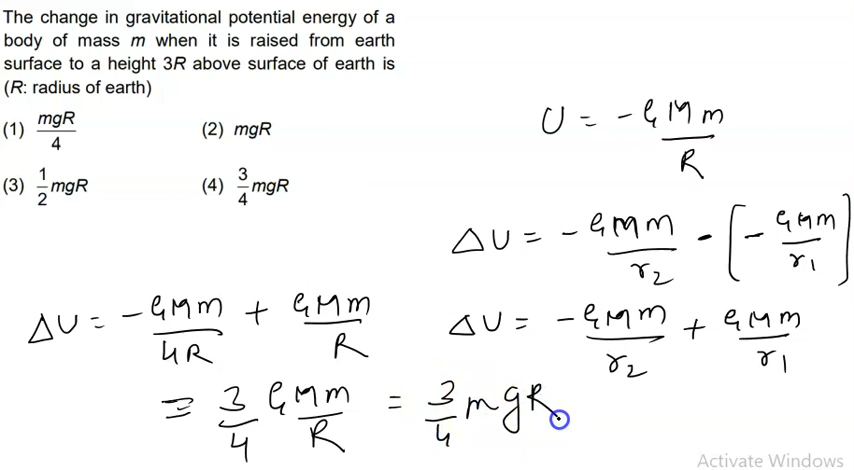 The change in gravitational potential energy of a
body of mass m when it is raised from earth
surface to a height 3R above surface of earth is
(R: radius of earth)
(1) mgR/4 (2) mgR
(3) 1/2 mgR (4) 3/4 mgR
U = - GMm/R
ΔU = - GMm/r₂ - [- GMm/r₁]
ΔU = - GMm/r₂ + GMm/r₁
ΔU = - GMm/4R + GMm/R
= 3/4 GMm/R = 3/4 mgR
Activate Windows